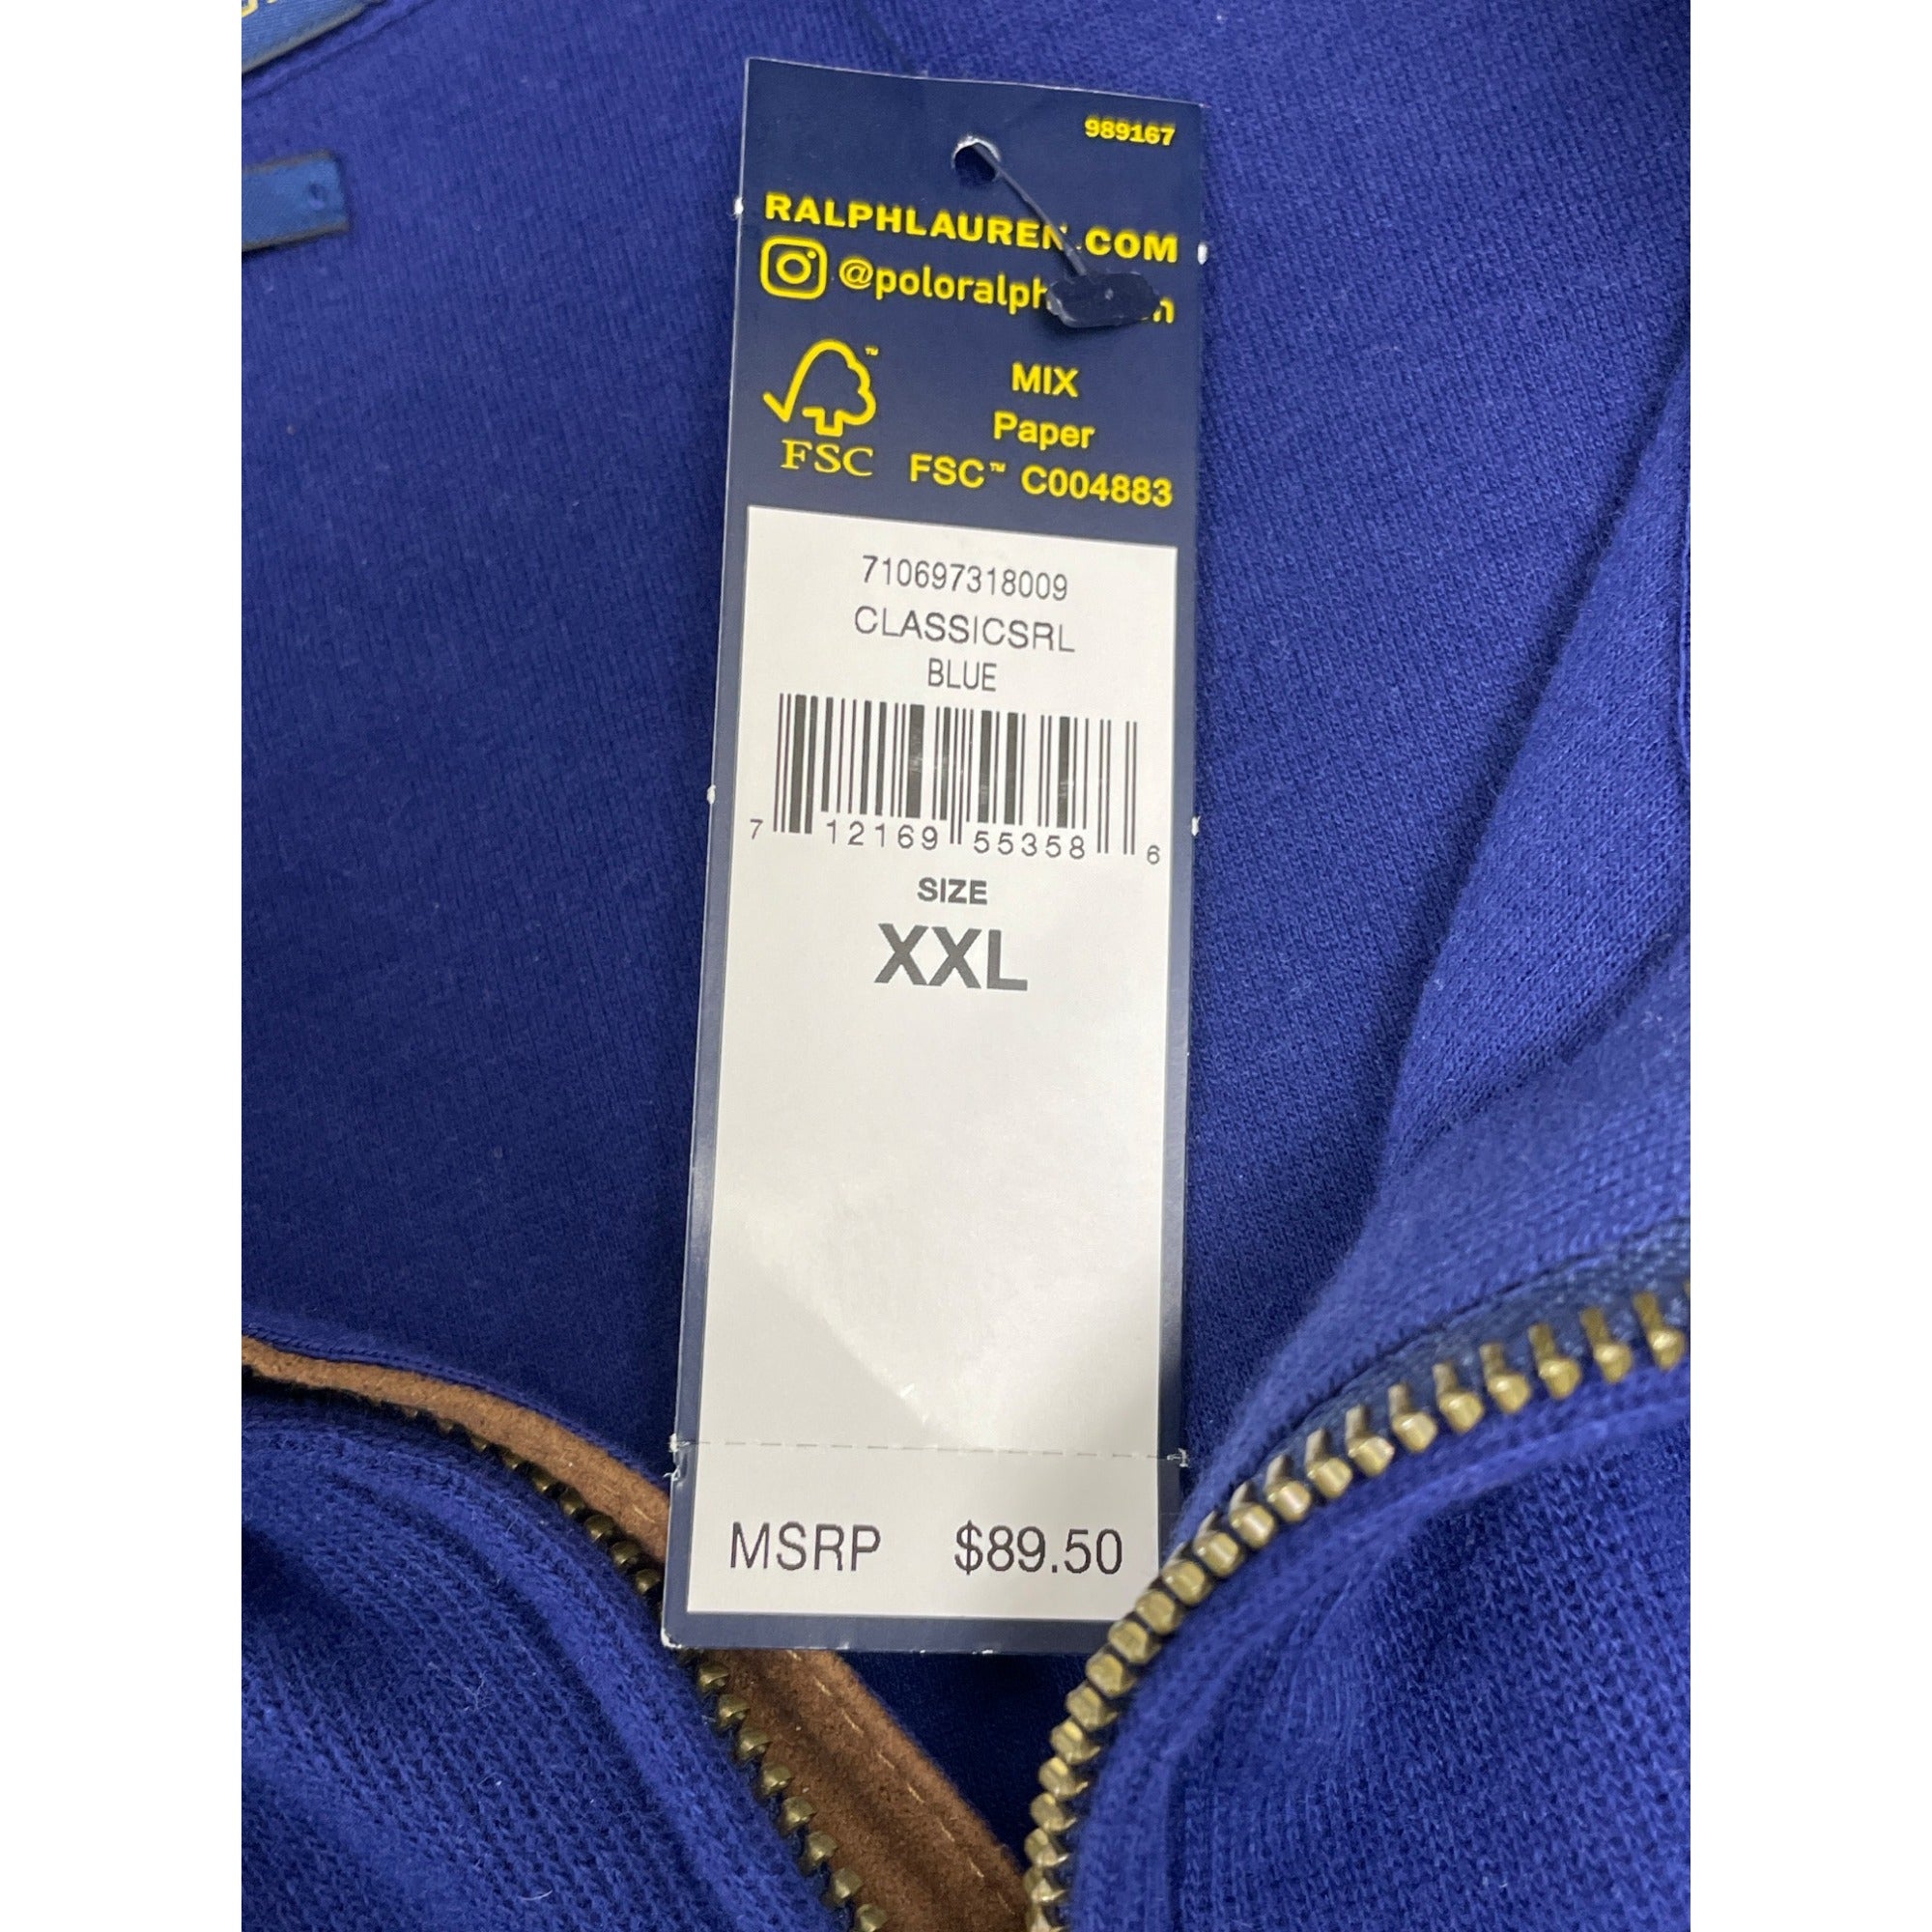 989167
RALPHLAUREN.COM
FSC
MIX
Paper
FSC™ C004883
710697318009
CLASSICSRL
BLUE
7 12169 55358 6
SIZE
XXL
MSRP $89.50